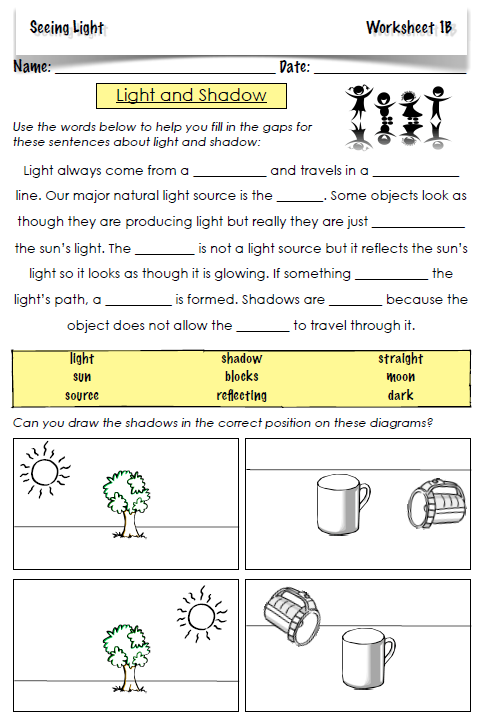 Seeing Light Worksheet 1B
Name: ______________________ Date: ______________________
Light and Shadow
Use the words below to help you fill in the gaps for
these sentences about light and shadow:
Light always come from a __________ and travels in a ____________
line. Our major natural light source is the _______. Some objects look as
though they are producing light but really they are just _____________
the sun's light. The ________ is not a light source but it reflects the sun's
light so it looks as though it is glowing. If something __________ the
light's path, a _________ is formed. Shadows are _______ because the
object does not allow the _______ to travel through it.
light shadow straight
sun blocks moon
source reflecting dark
Can you draw the shadows in the correct position on these diagrams?